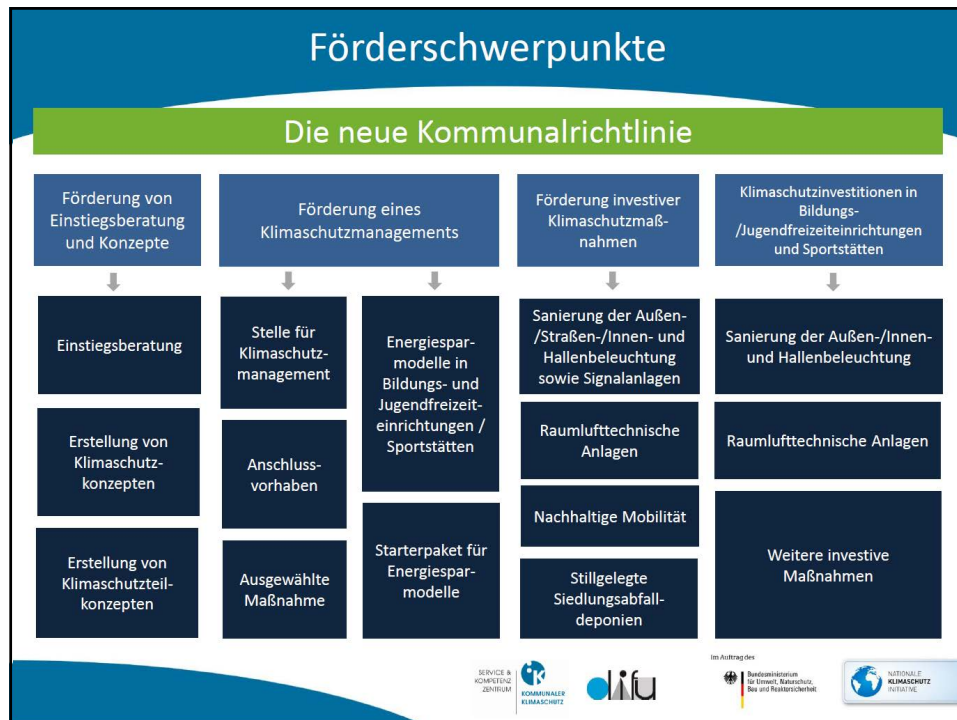 Förderschwerpunkte
Die neue Kommunalrichtlinie
Förderung von
Einstiegsberatung
und Konzepte
Einstiegsberatung
Erstellung von
Klimaschutz-
konzepten
Erstellung von
Klimaschutzteil-
konzepten
Förderung eines
Klimaschutzmanagements
Stelle für
Klimaschutz-
management
Anschluss-
vorhaben
Ausgewählte
Maßnahme
Energiespar-
modelle in
Bildungs- und
Jugendfreizeit-
einrichtungen /
Sportstätten
Starterpaket für
Energiespar-
modelle
Förderung investiver
Klimaschutzmaß-
nahmen
Sanierung der Außen-
/Straßen-/Innen- und
Hallenbeleuchtung
sowie Signalanlagen
Raumlufttechnische
Anlagen
Nachhaltige Mobilität
Stillgelegte
Siedlungsabfall-
deponien
Klimaschutzinvestitionen in
Bildungs-
/Jugendfreizeiteinrichtungen
und Sportstätten
Sanierung der Außen-/Innen-
und Hallenbeleuchtung
Raumlufttechnische Anlagen
Weitere investive
Maßnahmen
SERVICE &
KOMPETENZ
ZENTRUM
KOMMUNALER
KLIMASCHUTZ
difu
Im Auftrag des
Bundesministerium
für Umwelt, Naturschutz,
Bau und Reaktorsicherheit
NATIONALE
KLIMASCHUTZ
INITIATIVE